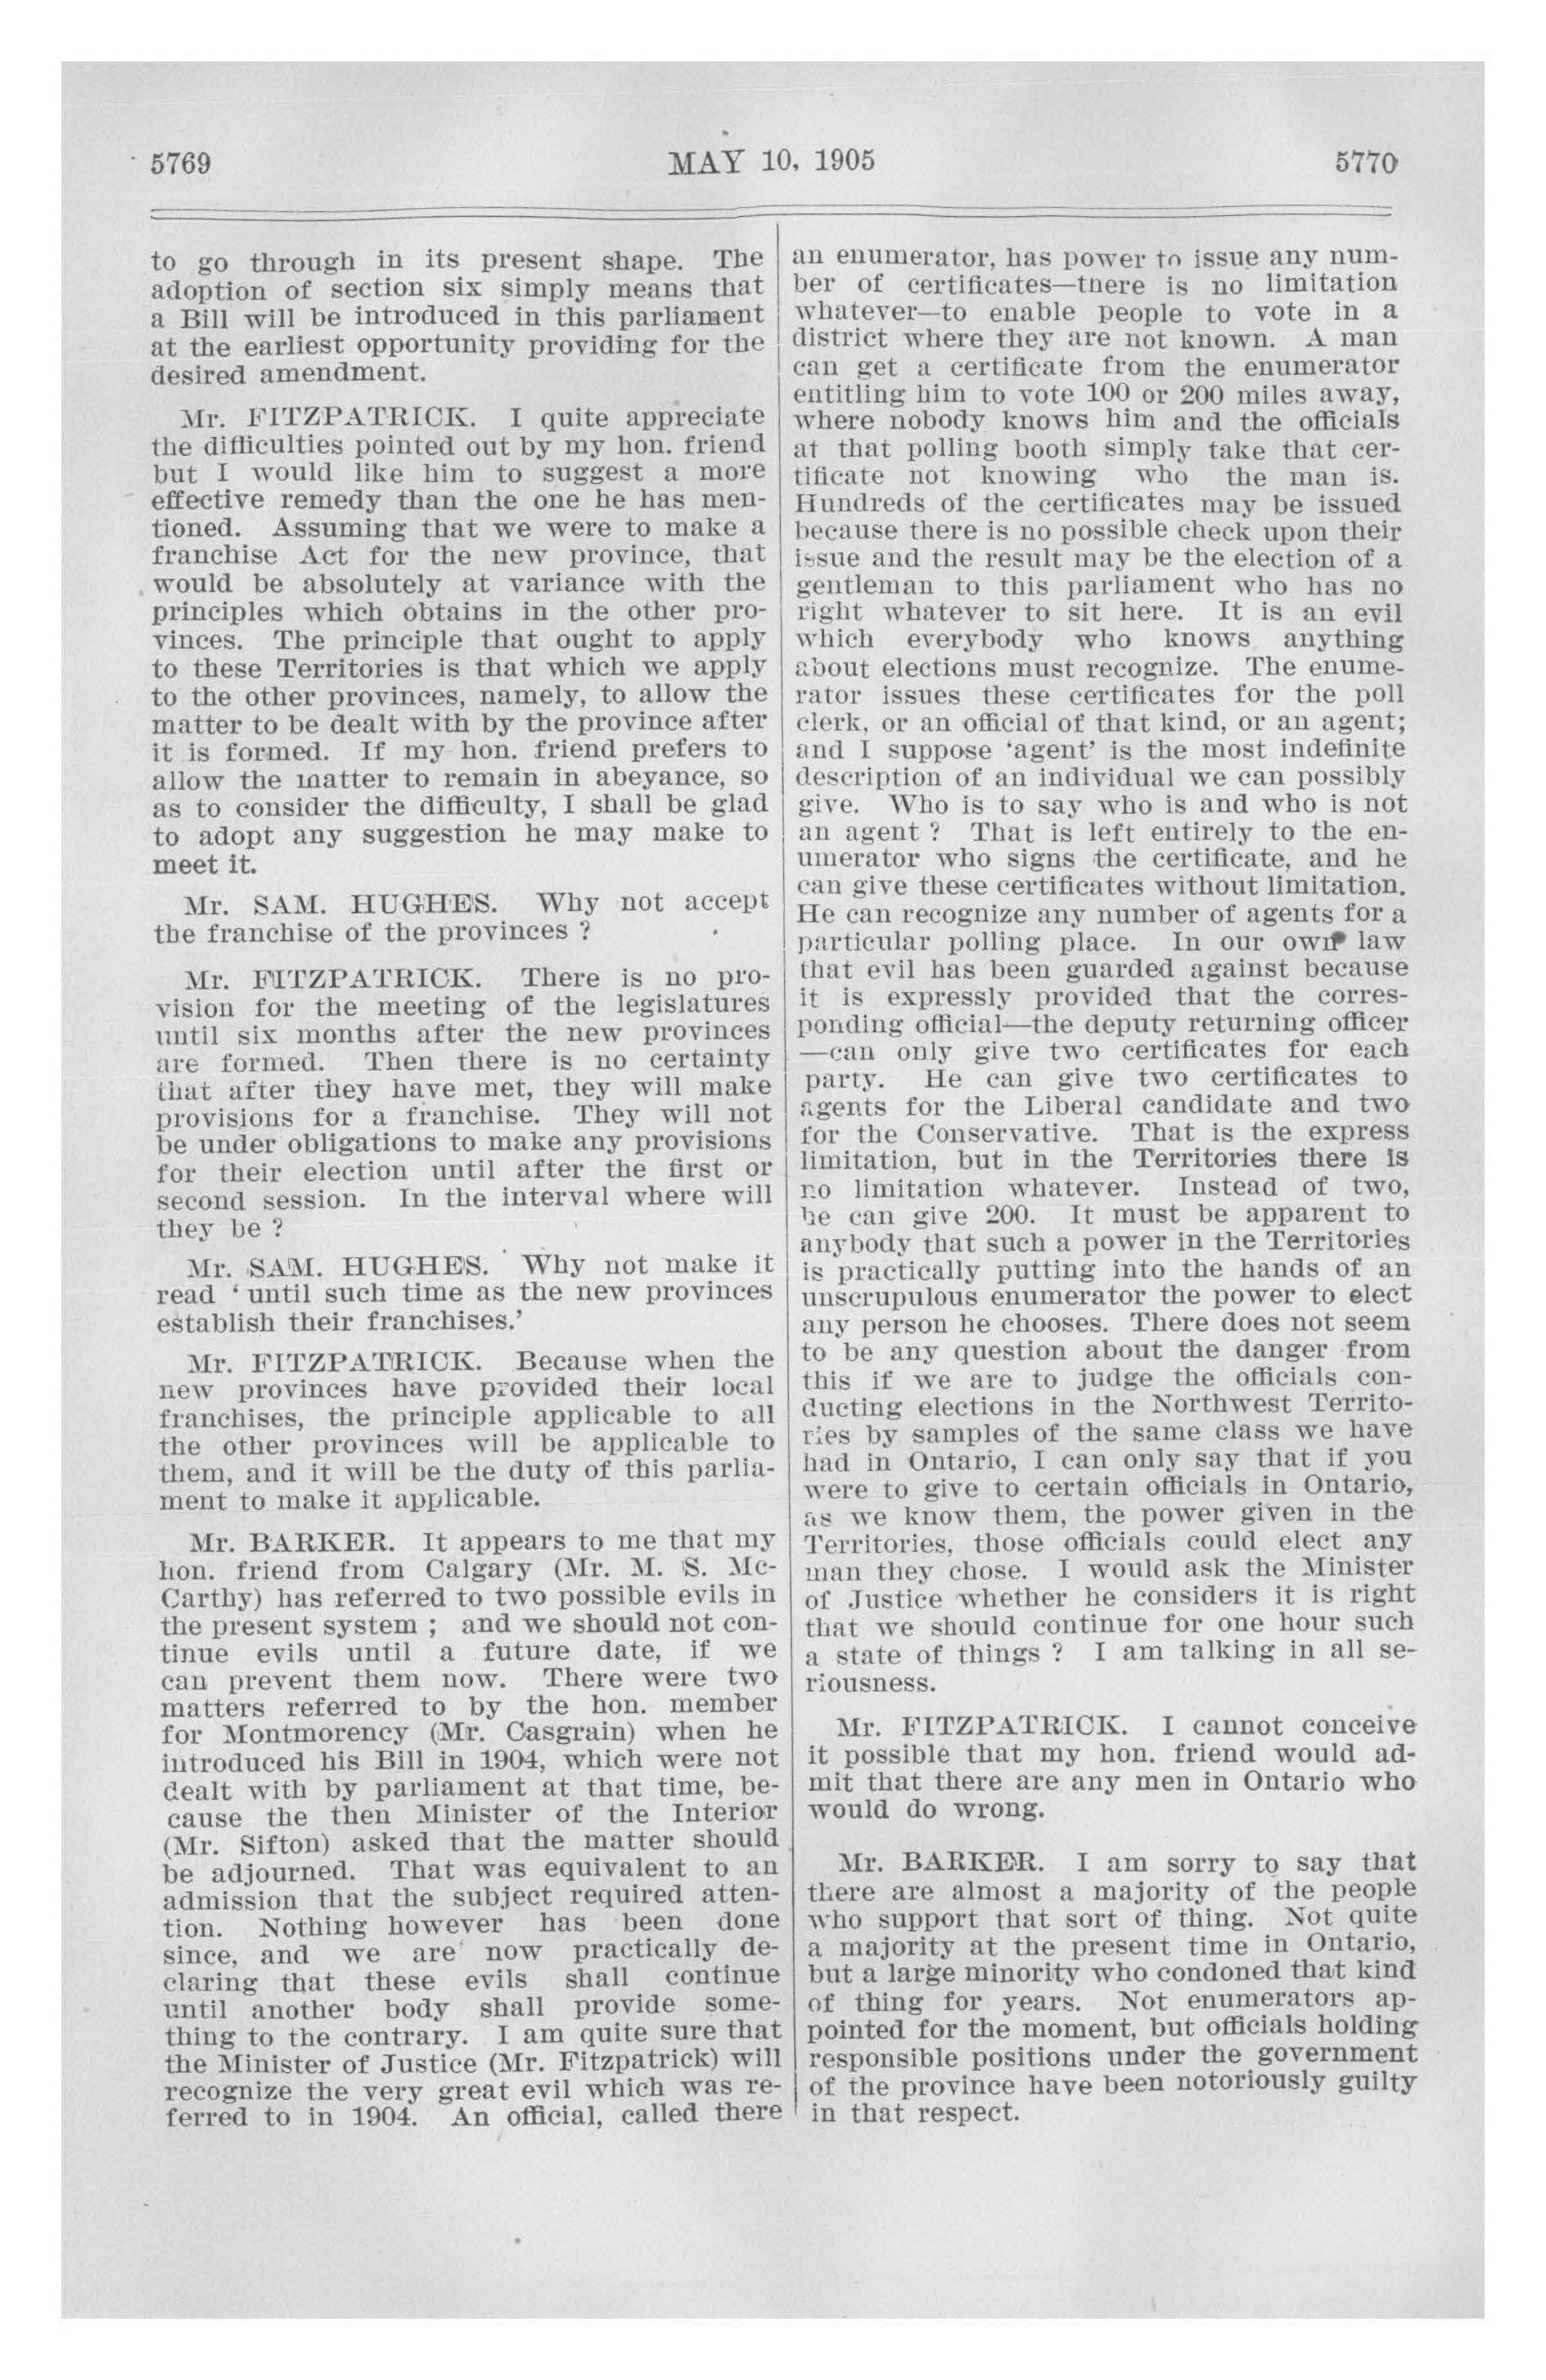 5769
MAY 10, 1905
5770
to go through in its present shape. The
adoption of section six simply means that
a Bill will be introduced in this parliament
at the earliest opportunity providing for the
desired amendment.
Mr. FITZPATRICK. I quite appreciate
the difficulties pointed out by my hon. friend
but I would like him to suggest a more
effective remedy than the one he has men-
tioned. Assuming that we were to make a
franchise Act for the new province, that
would be absolutely at variance with the
principles which obtains in the other pro-
vinces. The principle that ought to apply
to these Territories is that which we apply
to the other provinces, namely, to allow the
matter to be dealt with by the province after
it is formed. If my hon. friend prefers to
allow the matter to remain in abeyance, so
as to consider the difficulty, I shall be glad
to adopt any suggestion he may make to
meet it.
Mr. SAM. HUGHES. Why not accept
the franchise of the provinces ?
Mr. FITZPATRICK. There is no pro-
vision for the meeting of the legislatures
until six months after the new provinces
are formed. Then there is no certainty
that after they have met, they will make
provisions for a franchise. They will not
be under obligations to make any provisions
for their election until after the first or
second session. In the interval where will
they be ?
Mr. SAM. HUGHES. Why not make it
read ‘ until such time as the new provinces
establish their franchises.’
Mr. FITZPATRICK. Because when the
new provinces have provided their local
franchises, the principle applicable to all
the other provinces will be applicable to
them, and it will be the duty of this parlia-
ment to make it applicable.
Mr. BARKER. It appears to me that my
hon. friend from Calgary (Mr. M. S. Mc-
Carthy) has referred to two possible evils in
the present system ; and we should not con-
tinue evils until a future date, if we
can prevent them now. There were two
matters referred to by the hon. member
for Montmorency (Mr. Casgrain) when he
introduced his Bill in 1904, which were not
dealt with by parliament at that time, be-
cause the then Minister of the Interior
(Mr. Sifton) asked that the matter should
be adjourned. That was equivalent to an
admission that the subject required atten-
tion. Nothing however has been done
since, and we are now practically de-
claring that these evils shall continue
until another body shall provide some-
thing to the contrary. I am quite sure that
the Minister of Justice (Mr. Fitzpatrick) will
recognize the very great evil which was re-
ferred to in 1904. An official, called there
an enumerator, has power to issue any num-
ber of certificates—there is no limitation
whatever—to enable people to vote in a
district where they are not known. A man
can get a certificate from the enumerator
entitling him to vote 100 or 200 miles away,
where nobody knows him and the officials
at that polling booth simply take that cer-
tificate not knowing who the man is.
Hundreds of the certificates may be issued
because there is no possible check upon their
issue and the result may be the election of a
gentleman to this parliament who has no
right whatever to sit here. It is an evil
which everybody who knows anything
about elections must recognize. The enume-
rator issues these certificates for the poll
clerk, or an official of that kind, or an agent;
and I suppose ‘agent’ is the most indefinite
description of an individual we can possibly
give. Who is to say who is and who is not
an agent ? That is left entirely to the en-
umerator who signs the certificate, and he
can give these certificates without limitation.
He can recognize any number of agents for a
particular polling place. In our own law
that evil has been guarded against because
it is expressly provided that the corres-
ponding official—the deputy returning officer
—can only give two certificates for each
party. He can give two certificates to
agents for the Liberal candidate and two
for the Conservative. That is the express
limitation, but in the Territories there is
no limitation whatever. Instead of two,
he can give 200. It must be apparent to
anybody that such a power in the Territories
is practically putting into the hands of an
unscrupulous enumerator the power to elect
any person he chooses. There does not seem
to be any question about the danger from
this if we are to judge the officials con-
ducting elections in the Northwest Territo-
ries by samples of the same class we have
had in Ontario, I can only say that if you
were to give to certain officials in Ontario,
as we know them, the power given in the
Territories, those officials could elect any
man they chose. I would ask the Minister
of Justice whether he considers it is right
that we should continue for one hour such
a state of things ? I am talking in all se-
riousness.
Mr. FITZPATRICK. I cannot conceive
it possible that my hon. friend would ad-
mit that there are any men in Ontario who
would do wrong.
Mr. BARKER. I am sorry to say that
there are almost a majority of the people
who support that sort of thing. Not quite
a majority at the present time in Ontario,
but a large minority who condoned that kind
of thing for years. Not enumerators ap-
pointed for the moment, but officials holding
responsible positions under the government
of the province have been notoriously guilty
in that respect.